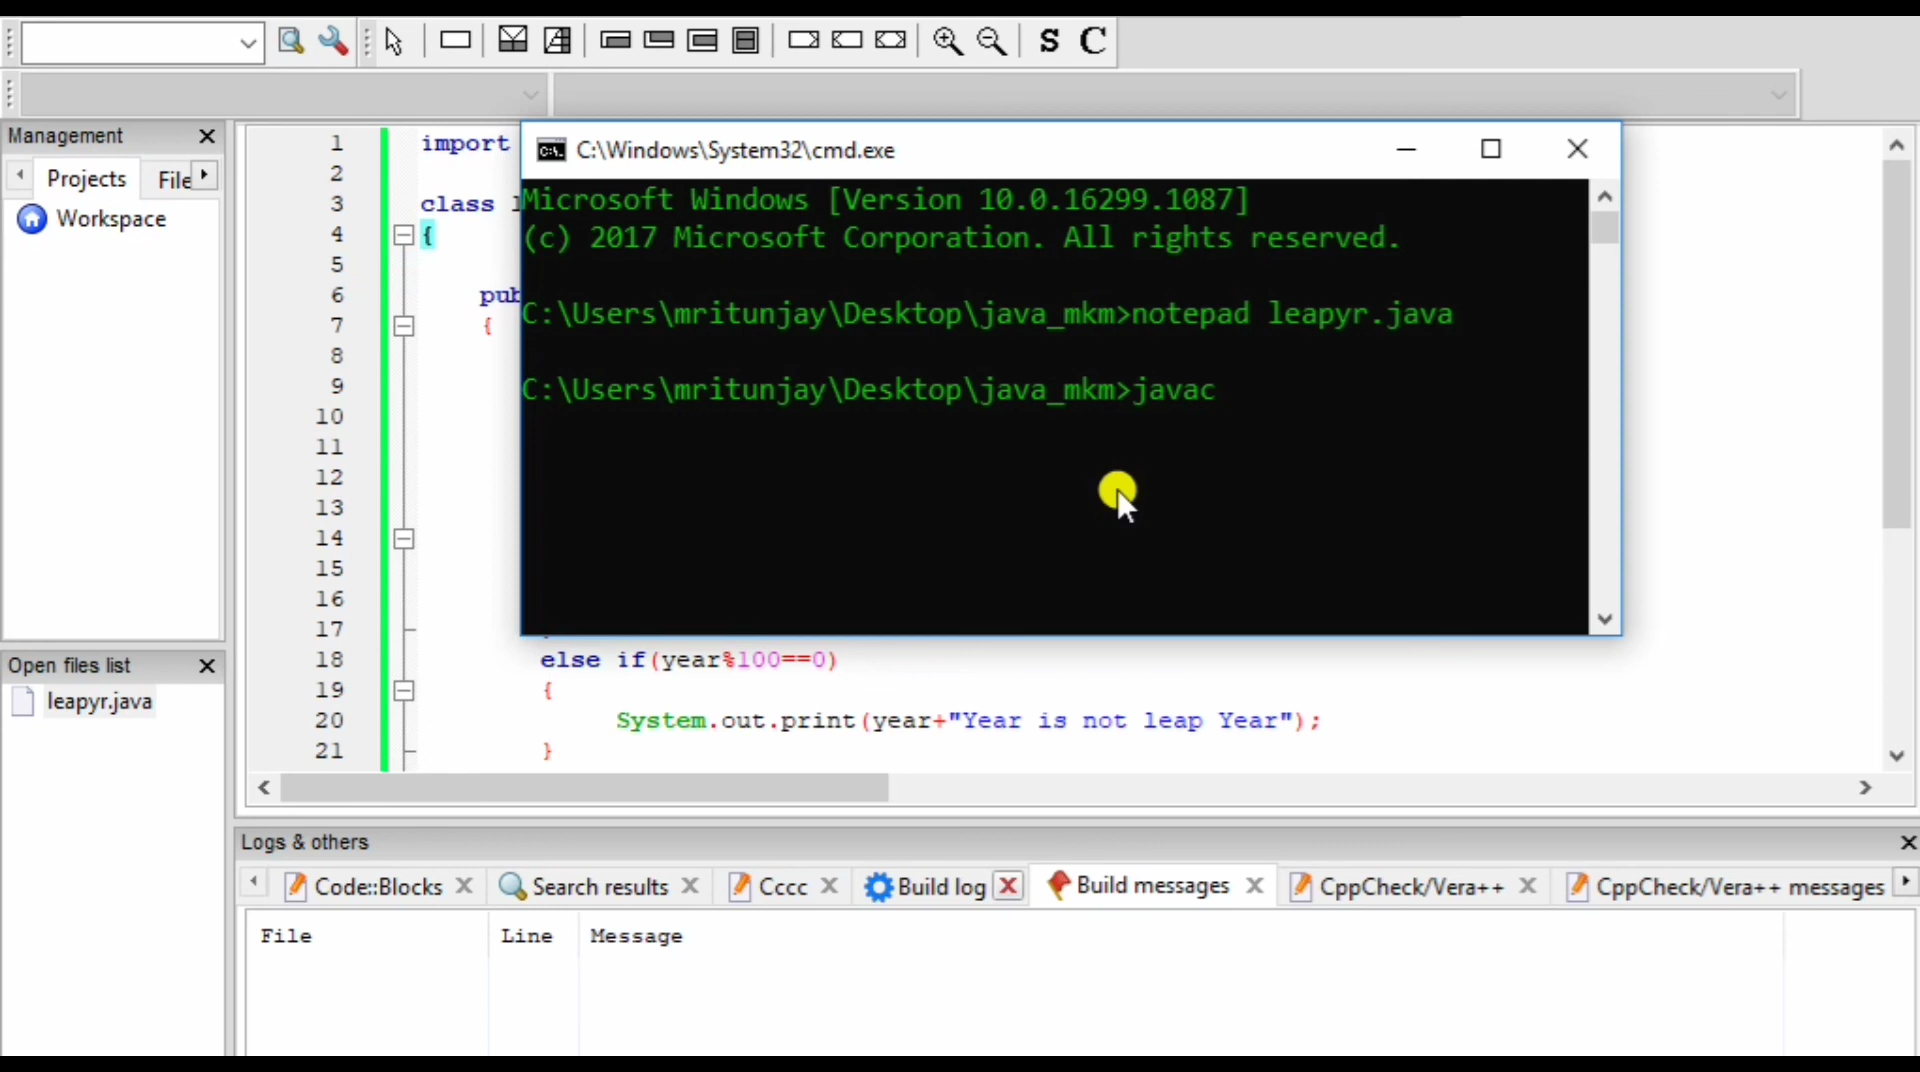 S C
Management
Projects
File
Workspace
Open files list
leapyr.java
1 import
2
3 class
4 {
5
6
7 {
8
9
10
11
12
13
14
15
16
17
18 else if(year%100==0)
19 {
20 System.out.print(year+"Year is not leap Year");
21 }
C:\Windows\System32\cmd.exe
Microsoft Windows [Version 10.0.16299.1087]
(c) 2017 Microsoft Corporation. All rights reserved.
C:\Users\mritunjay\Desktop\java_mkm>notepad leapyr.java
C:\Users\mritunjay\Desktop\java_mkm>javac
Logs & others
Code::Blocks Search results Cccc Build log Build messages CppCheck/Vera++ CppCheck/Vera++ messages
File Line Message